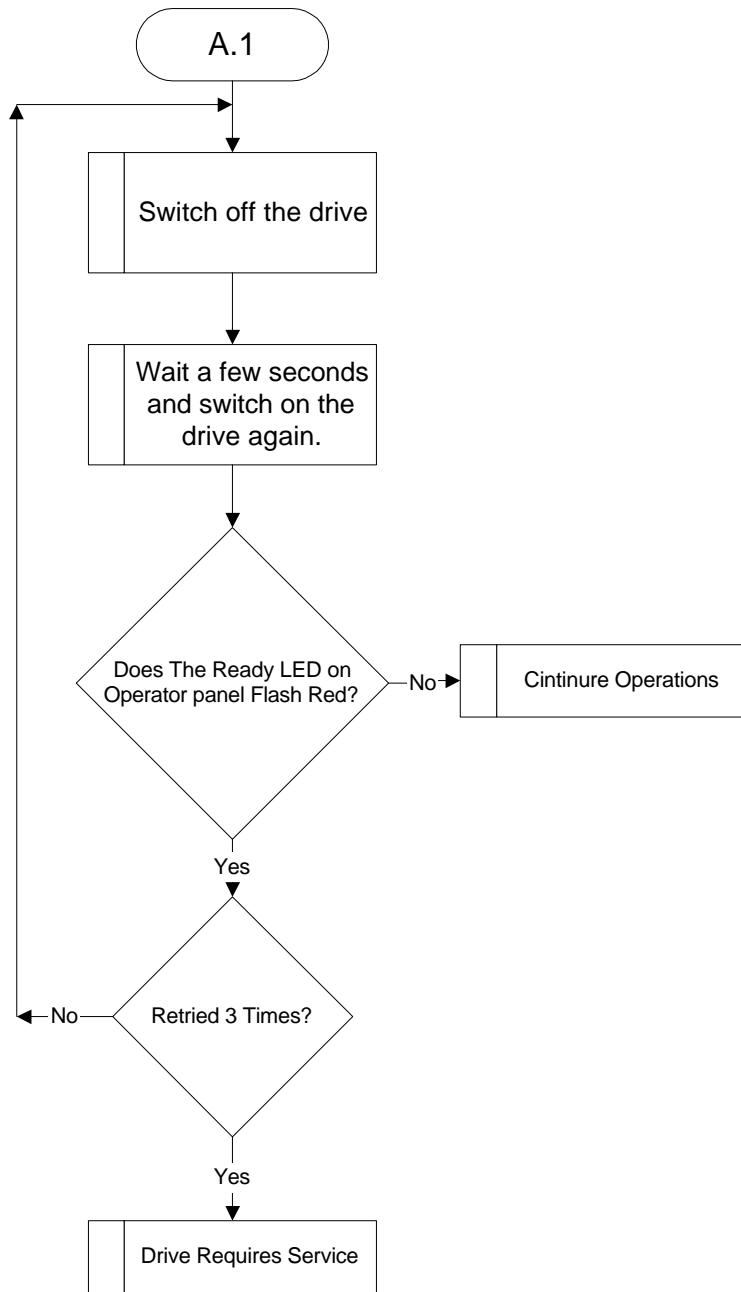 A.1
Switch off the drive
Wait a few seconds
and switch on the
drive again.
Does The Ready LED on
Operator panel Flash Red?
No
Cintinure Operations
Yes
Retried 3 Times?
No
Yes
Drive Requires Service